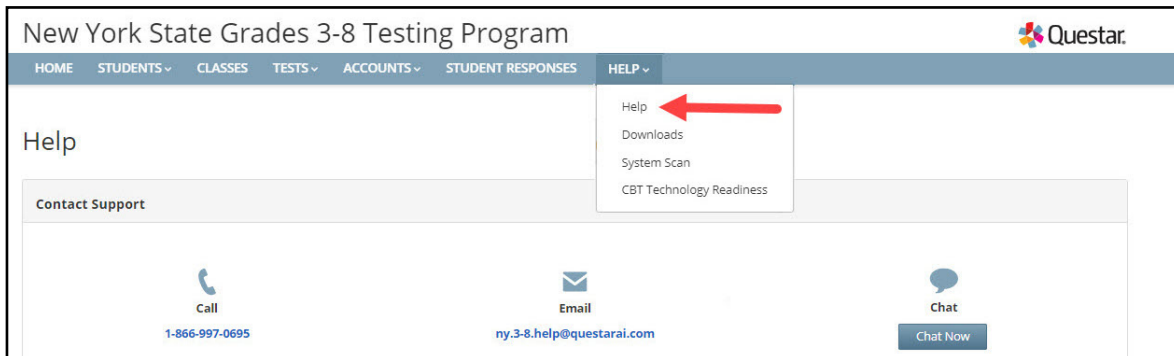 New York State Grades 3-8 Testing Program
Questar.
HOME STUDENTS CLASSES TESTS ACCOUNTS STUDENT RESPONSES HELP
Help
Downloads
System Scan
CBT Technology Readiness
Help
Contact Support
Call
1-866-997-0695
Email
ny.3-8.help@questarai.com
Chat
Chat Now